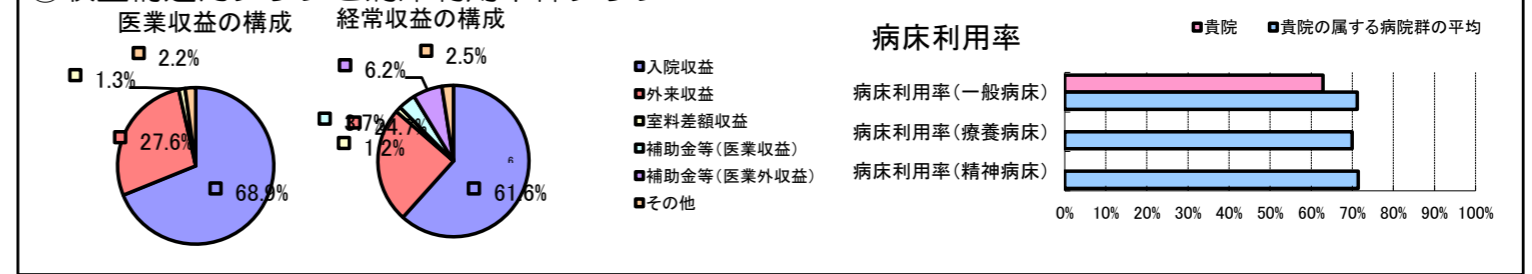 医業収益の構成
2.2%
1.3%
27.6%
68.9%
経常収益の構成
2.5%
6.2%
3.7%
24.7%
1.2%
61.6%
入院収益
外来収益
室料差額収益
補助金等(医業収益)
補助金等(医業外収益)
その他
病床利用率
貴院
貴院の属する病院群の平均
病床利用率(一般病床)
病床利用率(療養病床)
病床利用率(精神病床)
0% 10% 20% 30% 40% 50% 60% 70% 80% 90% 100%